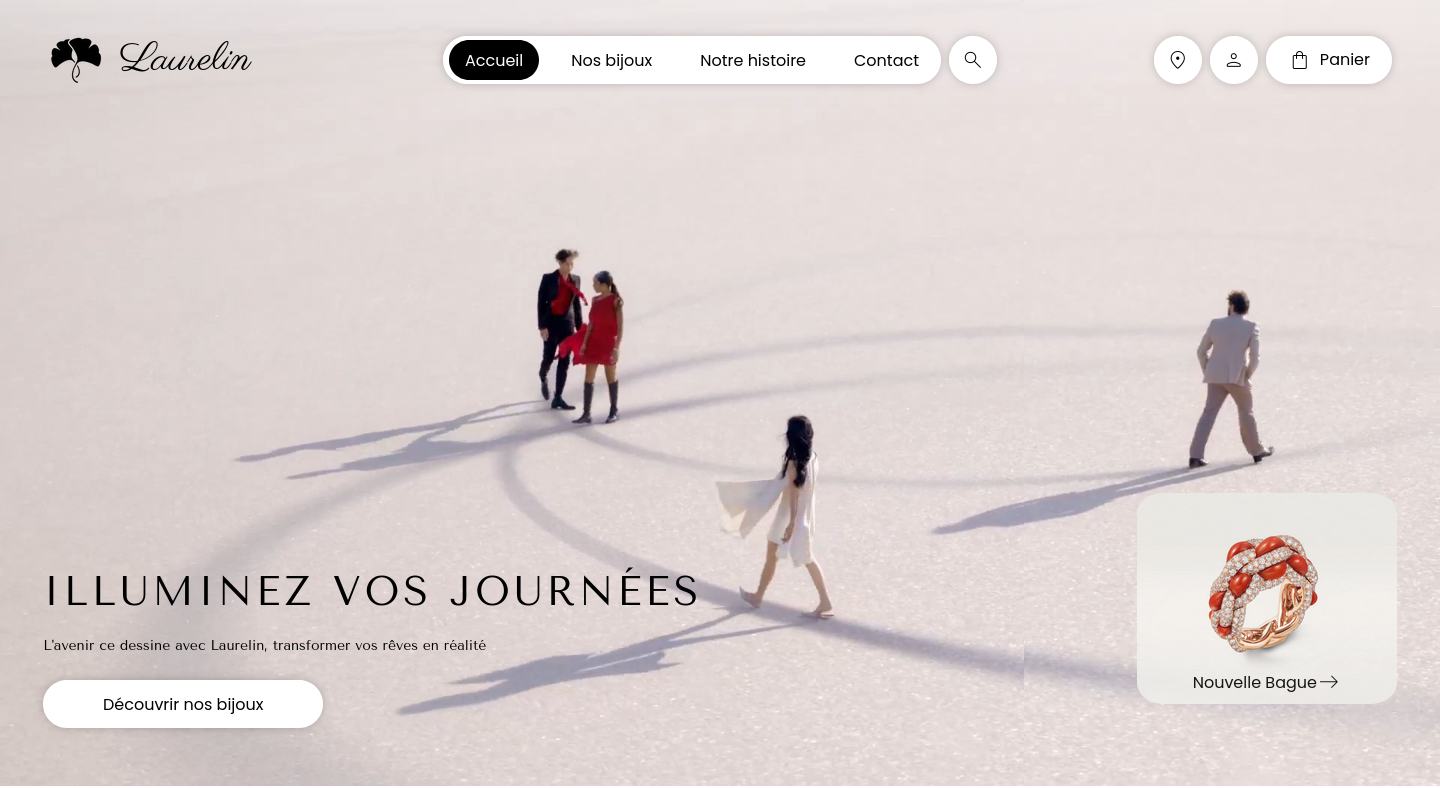 Laurelin
Accueil
Nos bijoux
Notre histoire
Contact
Panier
ILLUMINEZ VOS JOURNÉES
L'avenir ce dessine avec Laurelin, transformer vos rêves en réalité
Découvrir nos bijoux
Nouvelle Bague